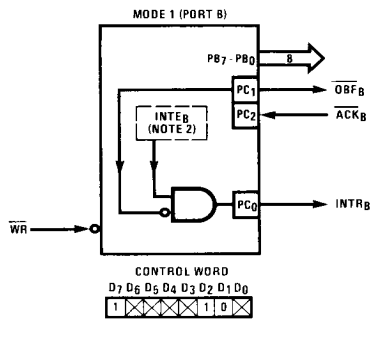 MODE 1 (PORT B)
PB7 - PB0
8
PC1
OBFB
INTEB
(NOTE 2)
PC2
ACKB
PC0
INTRB
WR
CONTROL WORD
D7 D6 D5 D4 D3 D2 D1 D0
1 1 0